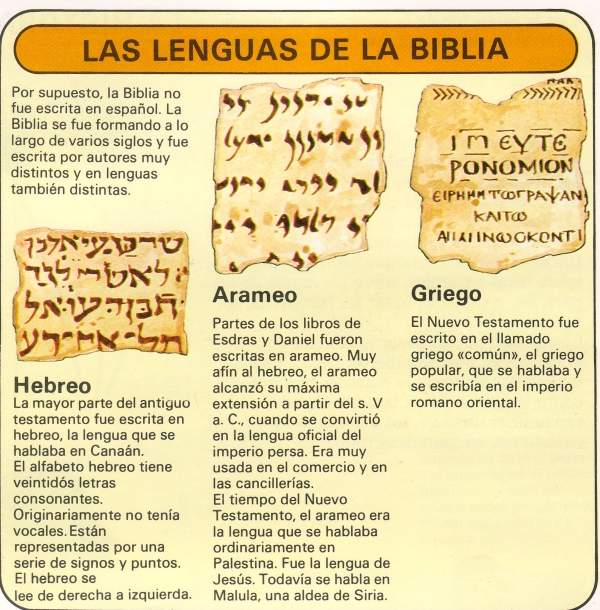 LAS LENGUAS DE LA BIBLIA
Por supuesto, la Biblia no
fue escrita en español. La
Biblia se fue formando a lo
largo de varios siglos y fue
escrita por autores muy
distintos y en lenguas
también distintas.
Hebreo
La mayor parte del antiguo
testamento fue escrita en
hebreo, la lengua que se
hablaba en Canaán.
El alfabeto hebreo tiene
veintidós letras
consonantes.
Originariamente no tenía
vocales. Están
representadas por una
serie de signos y puntos.
El hebreo se
lee de derecha a izquierda.
Arameo
Partes de los libros de
Esdras y Daniel fueron
escritas en arameo. Muy
afín al hebreo, el arameo
alcanzó su máxima
extensión a partir del s. V
a. C., cuando se convirtió
en la lengua oficial del
imperio persa. Era muy
usada en el comercio y en
las cancillerías.
El tiempo del Nuevo
Testamento, el arameo era
la lengua que se hablaba
ordinariamente en
Palestina. Fue la lengua de
Jesús. Todavía se habla en
Malula, una aldea de Siria.
ΠΟΝΟΜΙΟΝ
ΚΑΙΤΩ
Griego
El Nuevo Testamento fue
escrito en el llamado
griego «común», el griego
popular, que se hablaba y
se escribía en el imperio
romano oriental.